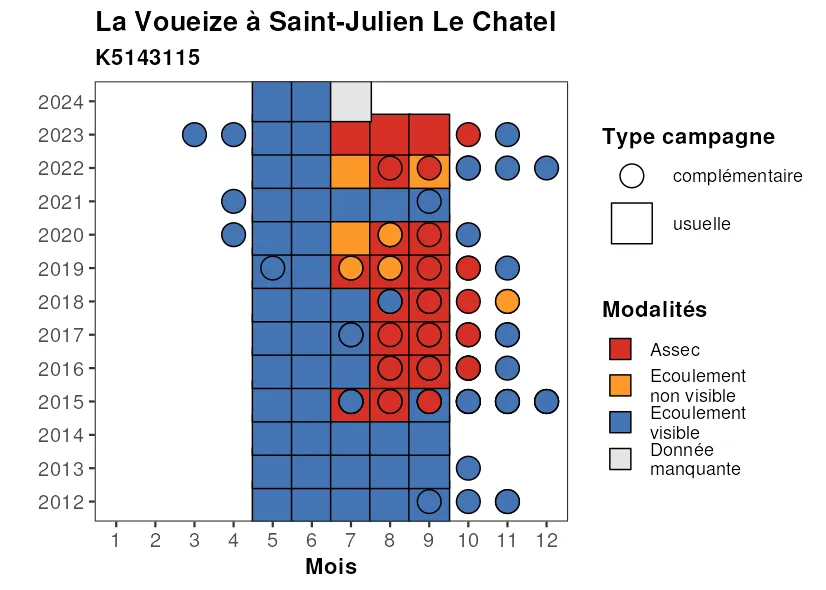 La Voueize à Saint-Julien Le Chatel
K5143115
2024
2023
2022
2021
2020
2019
2018
2017
2016
2015
2014
2013
2012
1 2 3 4 5 6 7 8 9 10 11 12
Mois
Type campagne
complémentaire
usuelle
Modalités
Assec
Ecoulement
non visible
Ecoulement
visible
Donnée
manquante